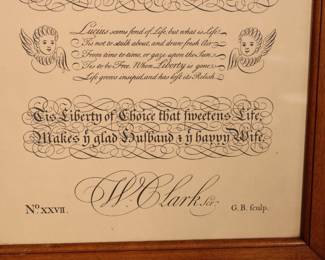 Lucius seems fond of Life, but what is Life?
'Tis not to stalk about, and draw fresh Air
From time to time, or gaze upon the Sun.
'Tis to be Free. When Liberty is gone
Life grows insipid, and has lost its Relish.
Tis Liberty of Choice that sweetens Life,
Makes ẏ glad Husband & ẏ happy Wife.
W. Clark Scr.
No. XXVII.
G. B. sculp.